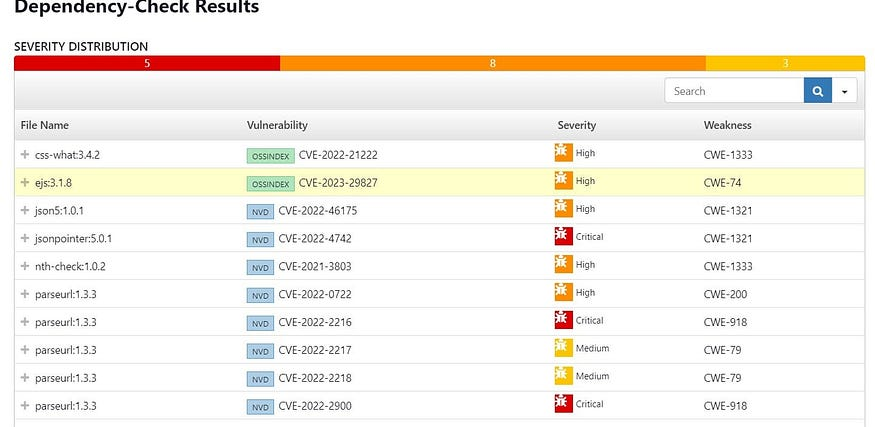 Dependency-Check Results
SEVERITY DISTRIBUTION
5 8 3
Search
File Name Vulnerability Severity Weakness
css-what:3.4.2 OSSINDEX CVE-2022-21222 High CWE-1333
ejs:3.1.8 OSSINDEX CVE-2023-29827 High CWE-74
json5:1.0.1 NVD CVE-2022-46175 High CWE-1321
jsonpointer:5.0.1 NVD CVE-2022-4742 Critical CWE-1321
nth-check:1.0.2 NVD CVE-2021-3803 High CWE-1333
parseurl:1.3.3 NVD CVE-2022-0722 High CWE-200
parseurl:1.3.3 NVD CVE-2022-2216 Critical CWE-918
parseurl:1.3.3 NVD CVE-2022-2217 Medium CWE-79
parseurl:1.3.3 NVD CVE-2022-2218 Medium CWE-79
parseurl:1.3.3 NVD CVE-2022-2900 Critical CWE-918